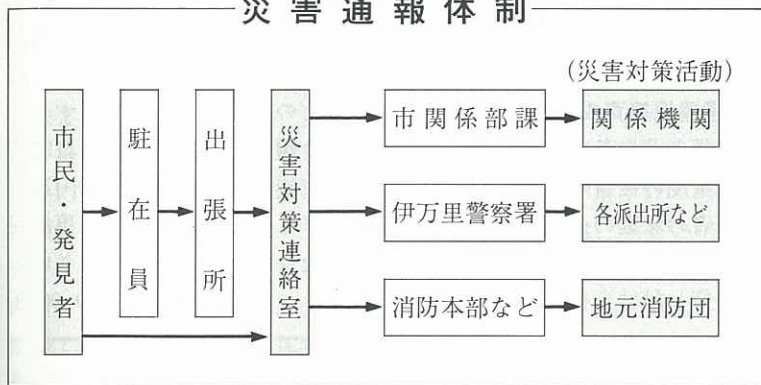 災害通報体制
(災害対策活動)
市民・発見者
駐在員
出張所
災害対策連絡室
市関係部課
関係機関
伊万里警察署
各派出所など
消防本部など
地元消防団